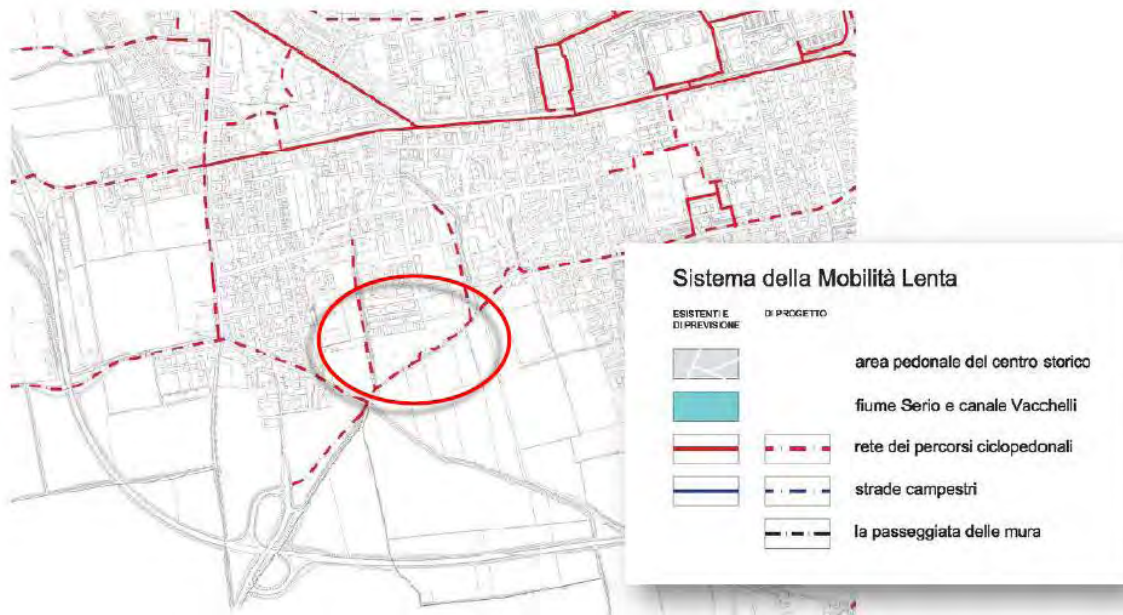 Sistema della Mobilità Lenta
ESISTENTI E
DI PREVISIONE
DI PROGETTO
area pedonale del centro storico
fiume Serio e canale Vacchelli
rete dei percorsi ciclopedonali
strade campestri
la passeggiata delle mura